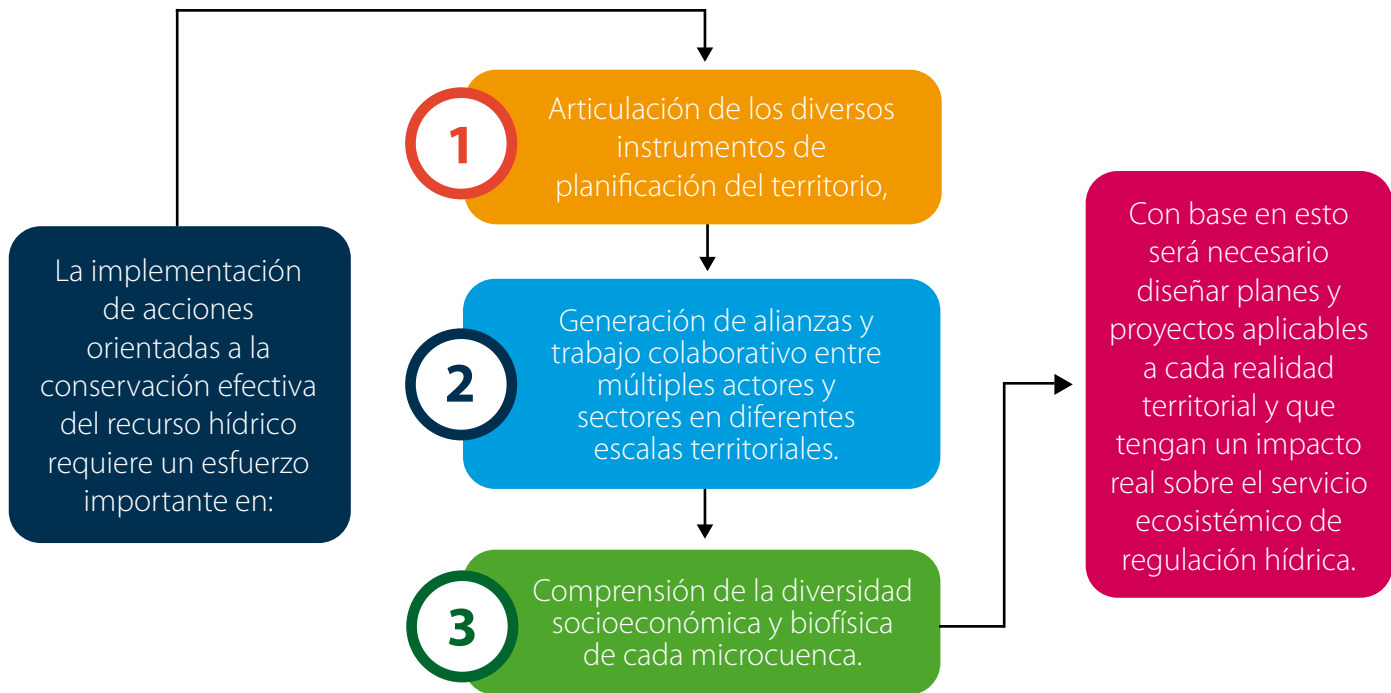 La implementación
de acciones
orientadas a la
conservación efectiva
del recurso hídrico
requiere un esfuerzo
importante en:
1
Articulación de los diversos
instrumentos de
planificación del territorio,
2
Generación de alianzas y
trabajo colaborativo entre
múltiples actores y
sectores en diferentes
escalas territoriales.
3
Comprensión de la diversidad
socioeconómica y biofísica
de cada microcuenca.
Con base en esto
será necesario
diseñar planes y
proyectos aplicables
a cada realidad
territorial y que
tengan un impacto
real sobre el servicio
ecosistémico de
regulación hídrica.